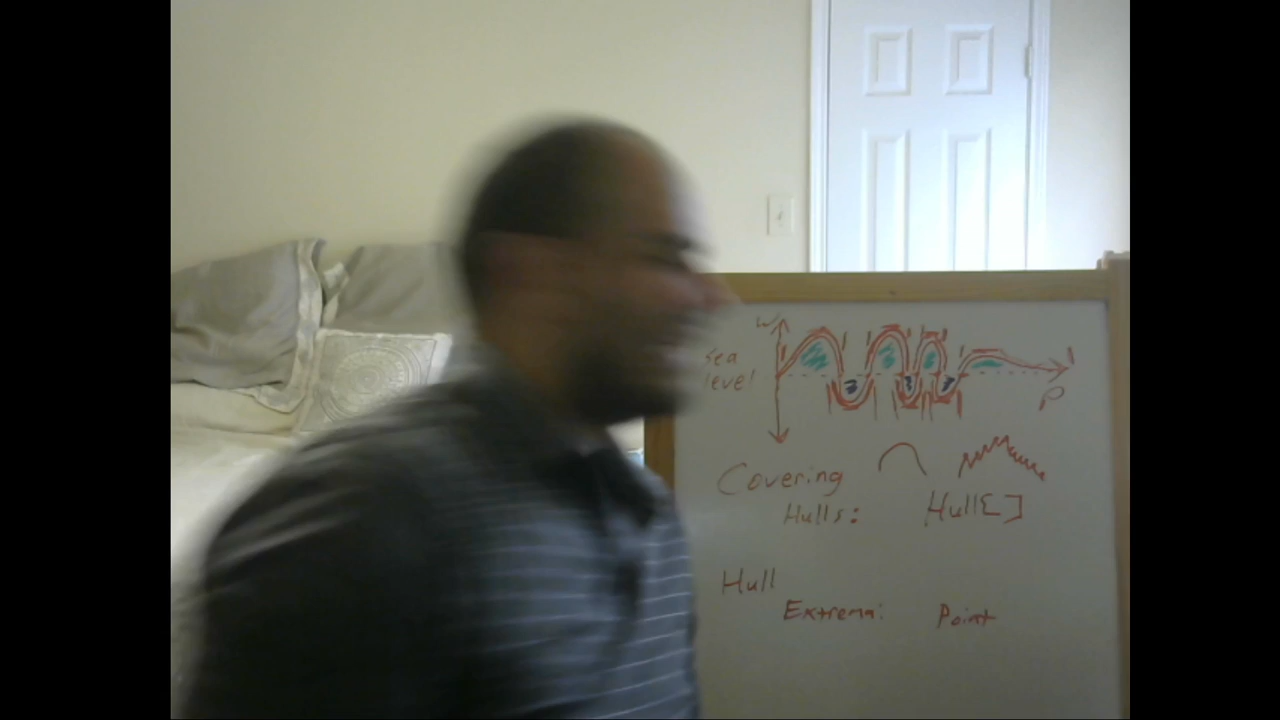 W
sea
level
P
Covering
Hulls: Hull[]
Hull
Extrema: Point